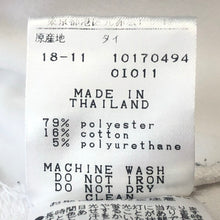 原産地 タイ
18-11 10170494
01011
MADE IN
THAILAND
79% polyester
16% cotton
5% polyurethane
MACHINE WASH
DO NOT IRON
DO NOT DRY
CLEAN